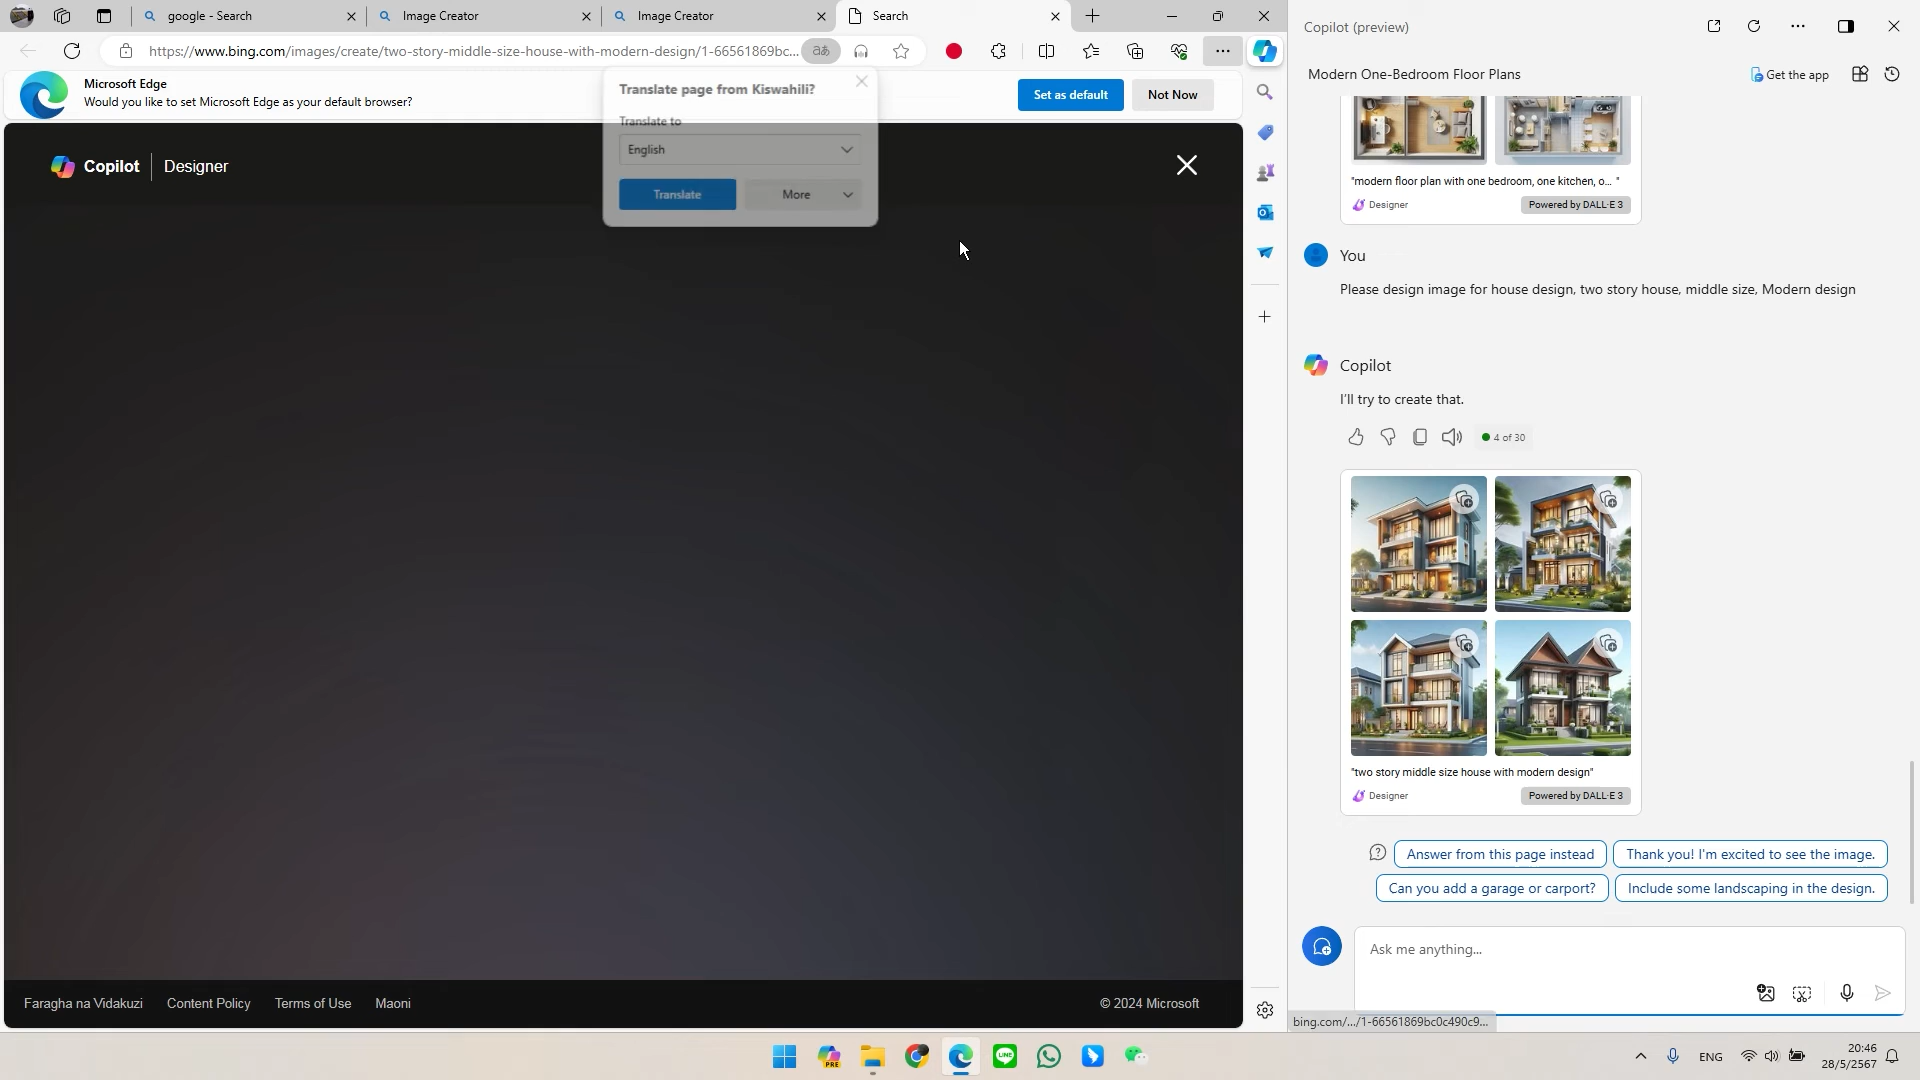 google - Search
Image Creator
Image Creator
Search
https://www.bing.com/images/create/two-story-middle-size-house-with-modern-design/1-66561869bc...
Microsoft Edge
Would you like to set Microsoft Edge as your default browser?
Set as default
Not Now
Translate page from Kiswahili?
Translate to
English
Translate
More
Copilot
Designer
Faragha na Vidakuzi
Content Policy
Terms of Use
Maoni
© 2024 Microsoft
Copilot (preview)
Modern One-Bedroom Floor Plans
Get the app
"modern floor plan with one bedroom, one kitchen, o... "
Designer
Powered by DALL·E 3
You
Please design image for house design, two story house, middle size, Modern design
Copilot
I'll try to create that.
4 of 30
"two story middle size house with modern design"
Designer
Powered by DALL·E 3
Answer from this page instead
Thank you! I'm excited to see the image.
Can you add a garage or carport?
Include some landscaping in the design.
Ask me anything...
bing.com/.../1-66561869bc0c490c9...
PRE
LINE
ENG
20:46
28/5/2567